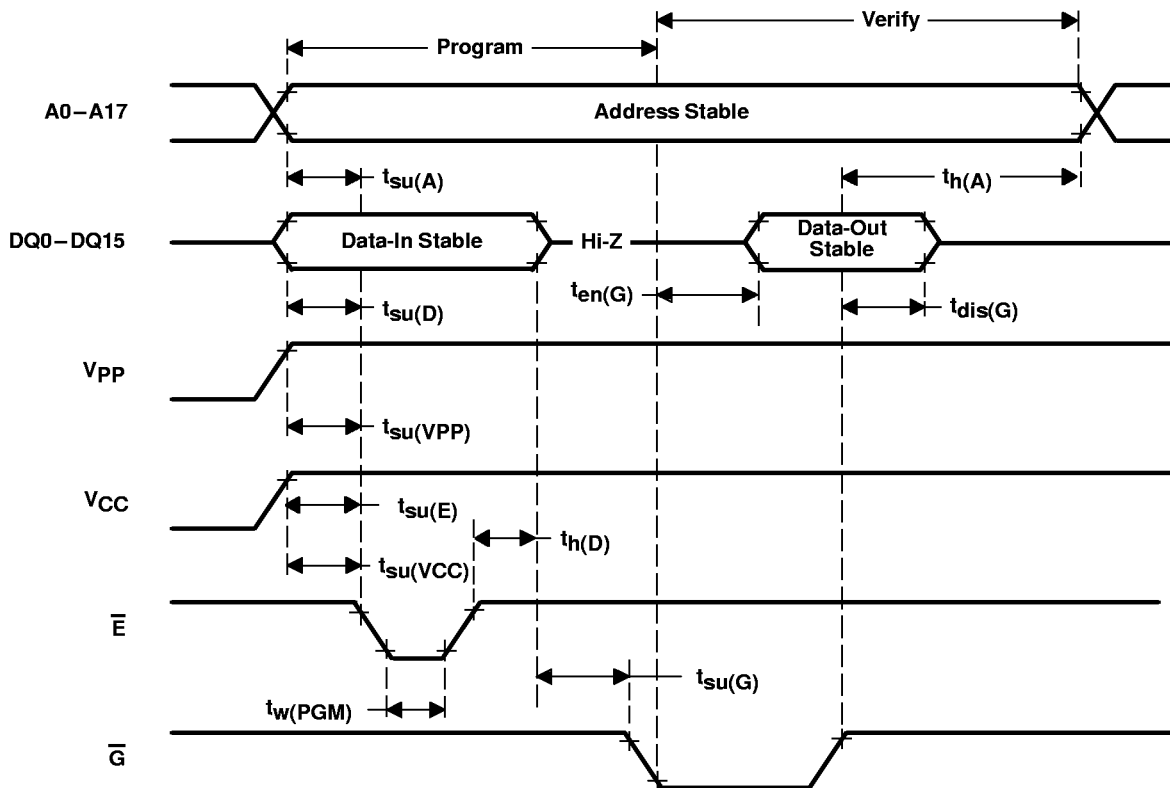 Verify
Program
A0–A17
Address Stable
tsu(A)
th(A)
DQ0–DQ15
Data-In Stable
Hi-Z
Data-Out
Stable
ten(G)
tsu(D)
tdis(G)
VPP
tsu(VPP)
VCC
tsu(E)
th(D)
tsu(VCC)
E̅
tsu(G)
tw(PGM)
G̅